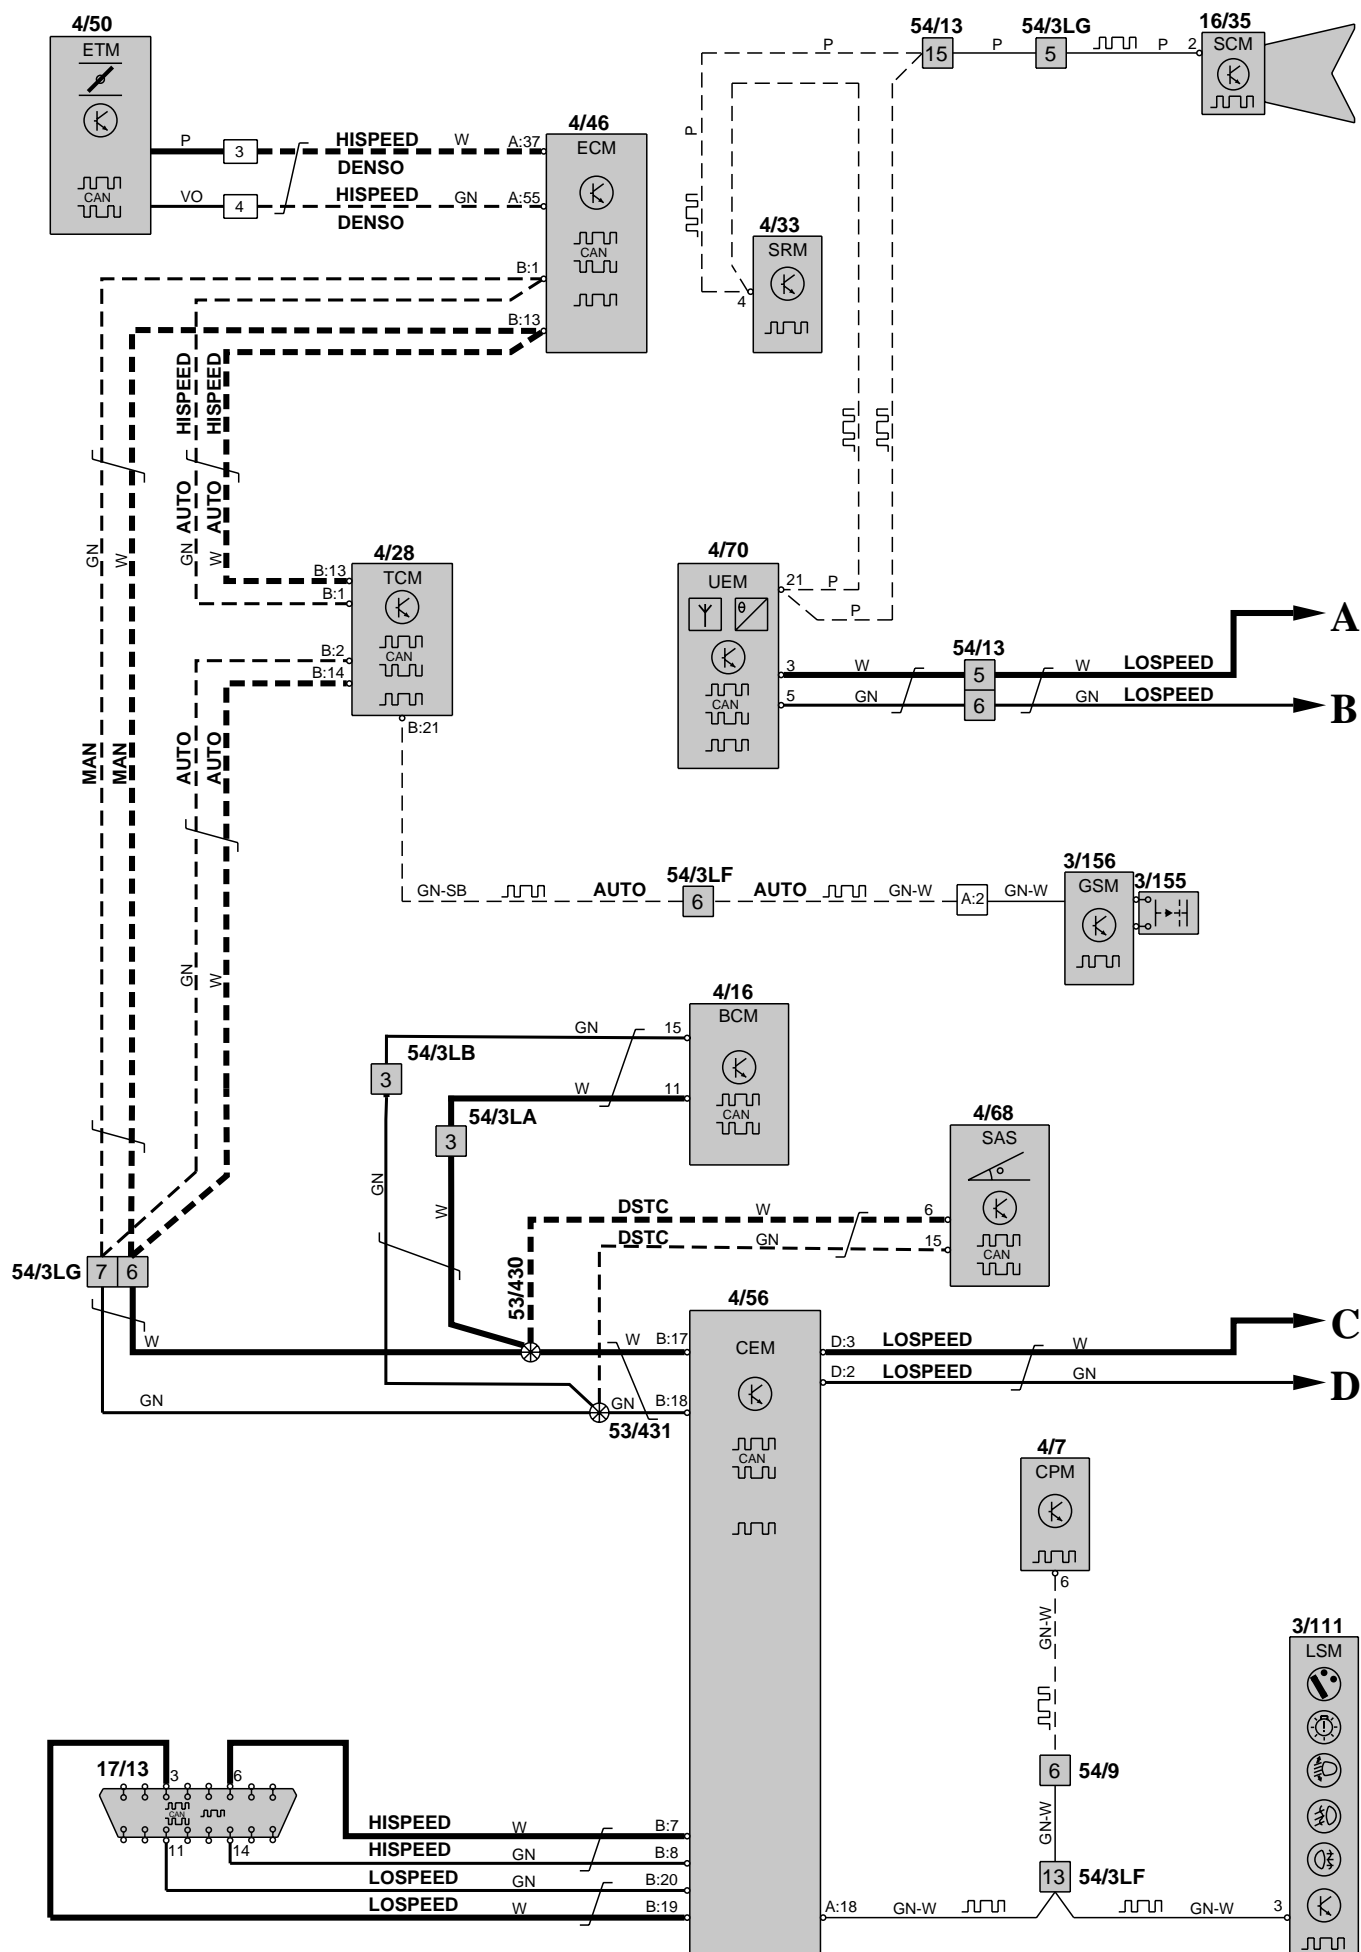 4/50
ETM
CAN
P
3
HISPEED
W
A:37
DENSO
VO
4
HISPEED
GN
A:55
DENSO
4/46
ECM
CAN
B:1
B:13
54/13
15
P
P
54/3LG
5
P
2
16/35
SCM
P
4/33
SRM
4
HISPEED
HISPEED
AUTO
AUTO
GN
W
GN
W
4/28
TCM
CAN
B:13
B:1
B:2
B:14
B:21
4/70
UEM
θ
CAN
21
P
P
3
W
5
GN
54/13
5
6
W
LOSPEED
GN
LOSPEED
A
B
MAN
MAN
AUTO
AUTO
GN
W
GN-SB
AUTO
54/3LF
6
AUTO
GN-W
A:2
GN-W
3/156
GSM
3/155
4/16
BCM
CAN
GN
15
54/3LB
3
W
11
54/3LA
3
GN
W
4/68
SAS
CAN
DSTC
W
6
DSTC
GN
15
53/430
54/3LG
7
6
W
W
B:17
GN
GN
B:18
53/431
4/56
CEM
CAN
D:3
LOSPEED
W
D:2
LOSPEED
GN
C
D
4/7
CPM
6
GN-W
6
54/9
GN-W
13
54/3LF
3/111
LSM
17/13
3
6
CAN
11
14
HISPEED
W
B:7
HISPEED
GN
B:8
LOSPEED
GN
B:20
LOSPEED
W
B:19
A:18
GN-W
GN-W
3